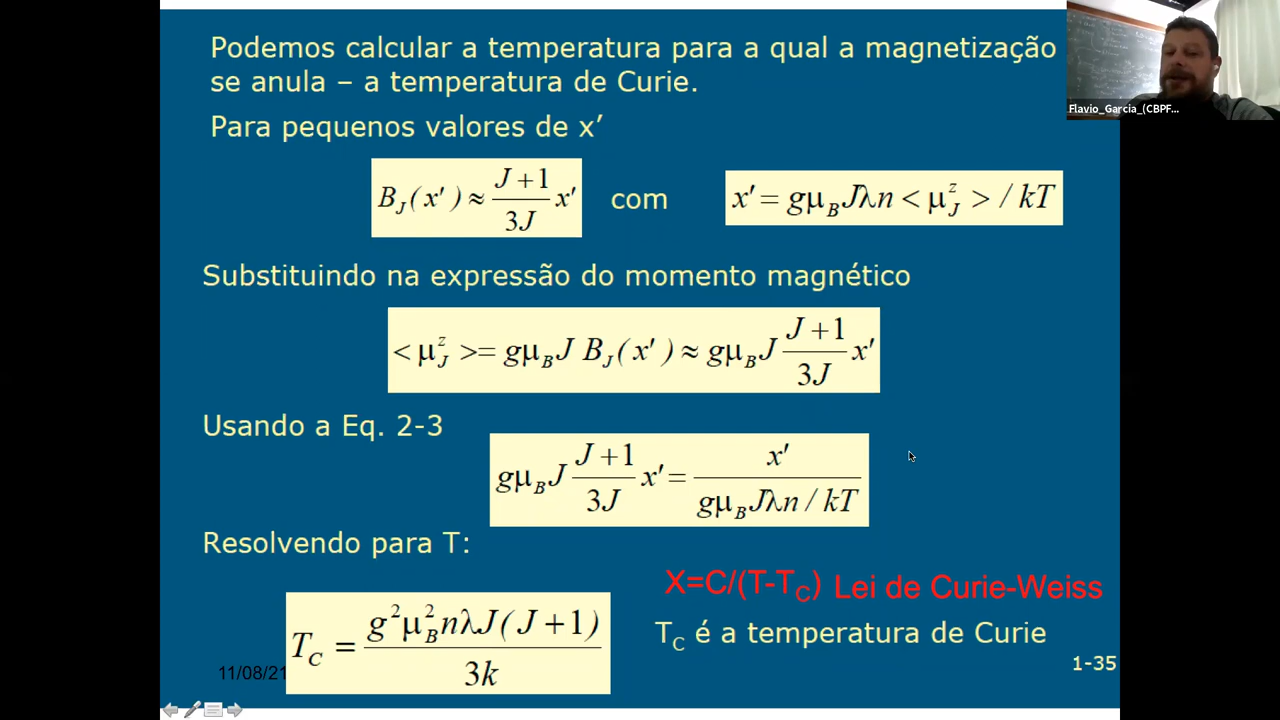 Podemos calcular a temperatura para a qual a magnetização
se anula – a temperatura de Curie.
Flavio_Garcia_(CBPF...
Para pequenos valores de x’
B_J(x′) ≈ (J+1)/(3J) x′ com x′ = gμ_B Jλn < μ_J^z > / kT
Substituindo na expressão do momento magnético
< μ_J^z > = gμ_B J B_J(x′) ≈ gμ_B J (J+1)/(3J) x′
Usando a Eq. 2-3
gμ_B J (J+1)/(3J) x′ = x′/(gμ_B Jλn / kT)
Resolvendo para T:
X=C/(T-T_C) Lei de Curie-Weiss
T_C = g²μ_B² nλJ(J+1)/(3k)
T_C é a temperatura de Curie
1-35
11/08/21